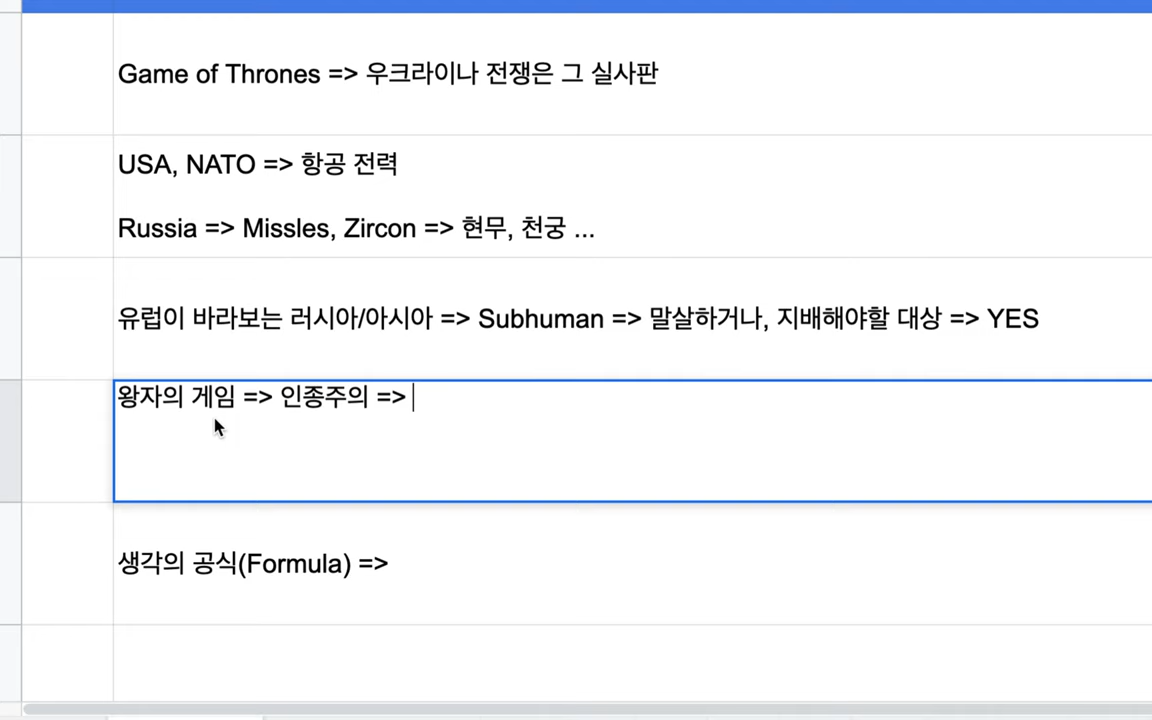 Game of Thrones => 우크라이나 전쟁은 그 실사판
USA, NATO => 항공 전력
Russia => Missles, Zircon => 현무, 천궁 ...
유럽이 바라보는 러시아/아시아 => Subhuman => 말살하거나, 지배해야할 대상 => YES
왕자의 게임 => 인종주의 =>
생각의 공식(Formula) =>